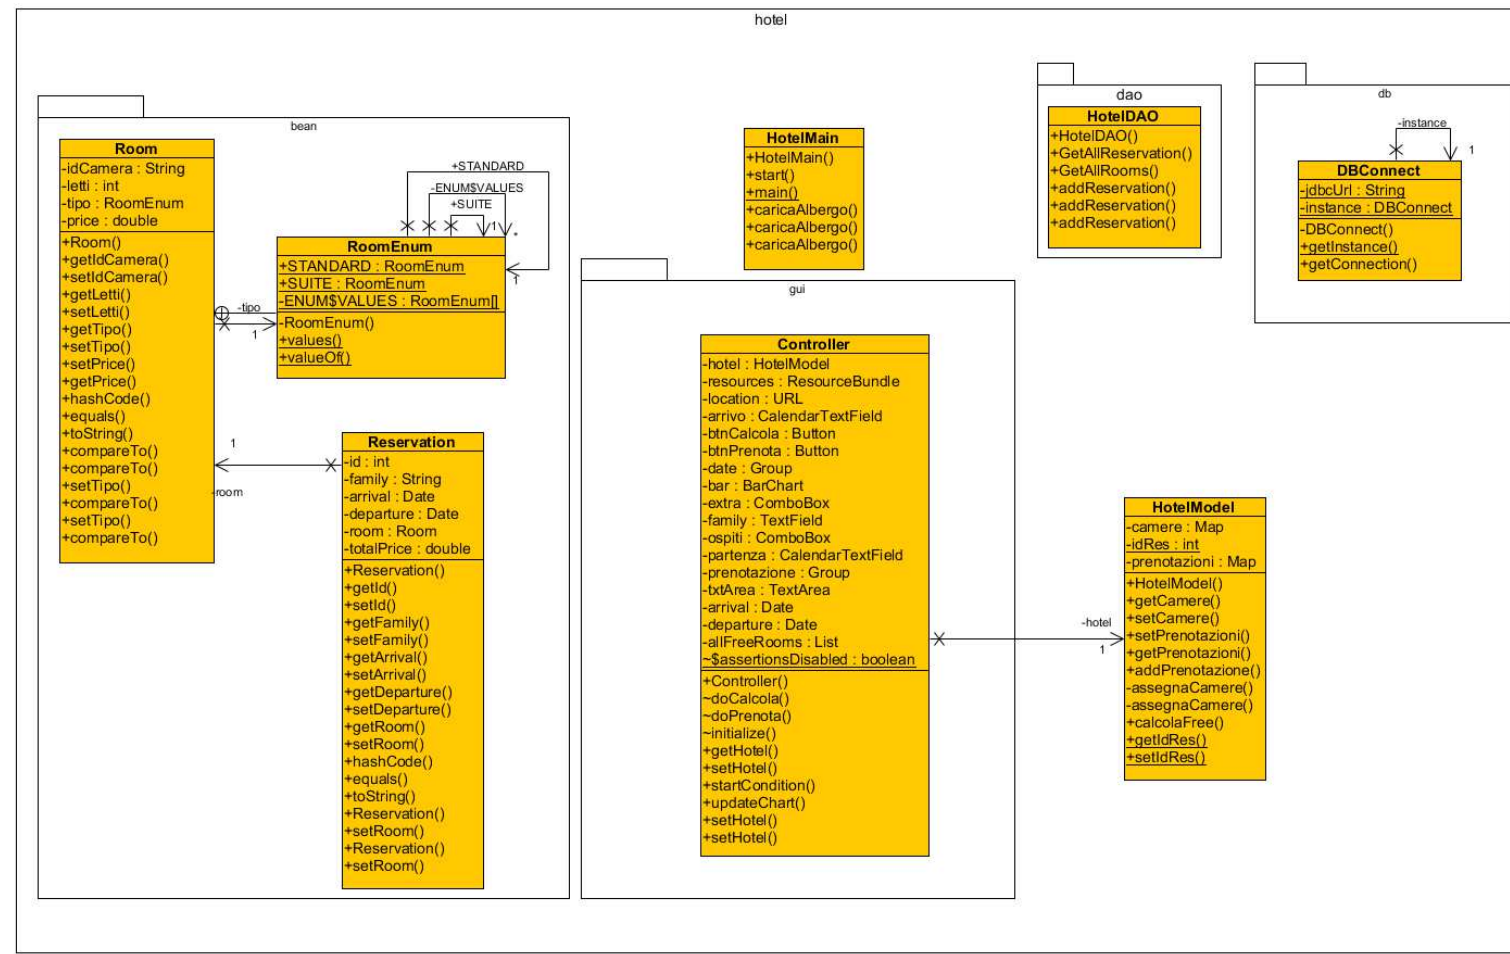 hotel
bean
Room
-idCamera : String
-letti : int
-tipo : RoomEnum
-price : double
+Room()
+getIdCamera()
+setIdCamera()
+getLetti()
+setLetti()
+getTipo()
+setTipo()
+setPrice()
+getPrice()
+hashCode()
+equals()
+toString()
+compareTo()
+compareTo()
+setTipo()
+compareTo()
+setTipo()
+compareTo()
-tipo
1
+STANDARD
-ENUM$VALUES
+SUITE
1
*
1
RoomEnum
+STANDARD : RoomEnum
+SUITE : RoomEnum
-ENUM$VALUES : RoomEnum[]
-RoomEnum()
+values()
+valueOf()
1
-room
Reservation
-id : int
-family : String
-arrival : Date
-departure : Date
-room : Room
-totalPrice : double
+Reservation()
+getId()
+setId()
+getFamily()
+setFamily()
+getArrival()
+setArrival()
+getDeparture()
+setDeparture()
+getRoom()
+setRoom()
+hashCode()
+equals()
+toString()
+Reservation()
+setRoom()
+Reservation()
+setRoom()
HotelMain
+HotelMain()
+start()
+main()
+caricaAlbergo()
+caricaAlbergo()
+caricaAlbergo()
gui
Controller
-hotel : HotelModel
-resources : ResourceBundle
-location : URL
-arrivo : CalendarTextField
-btnCalcola : Button
-btnPrenota : Button
-date : Group
-bar : BarChart
-extra : ComboBox
-family : TextField
-ospiti : ComboBox
-partenza : CalendarTextField
-prenotazione : Group
-txtArea : TextArea
-arrival : Date
-departure : Date
-allFreeRooms : List
~$assertionsDisabled : boolean
+Controller()
~doCalcola()
~doPrenota()
~initialize()
+getHotel()
+setHotel()
+startCondition()
+updateChart()
+setHotel()
+setHotel()
dao
HotelDAO
+HotelDAO()
+GetAllReservation()
+GetAllRooms()
+addReservation()
+addReservation()
+addReservation()
db
-instance
1
DBConnect
-jdbcUrl : String
-instance : DBConnect
-DBConnect()
+getInstance()
+getConnection()
-hotel
1
HotelModel
-camere : Map
-idRes : int
-prenotazioni : Map
+HotelModel()
+getCamere()
+setCamere()
+setPrenotazioni()
+getPrenotazioni()
+addPrenotazione()
-assegnaCamere()
-assegnaCamere()
+calcolaFree()
+getIdRes()
+setIdRes()